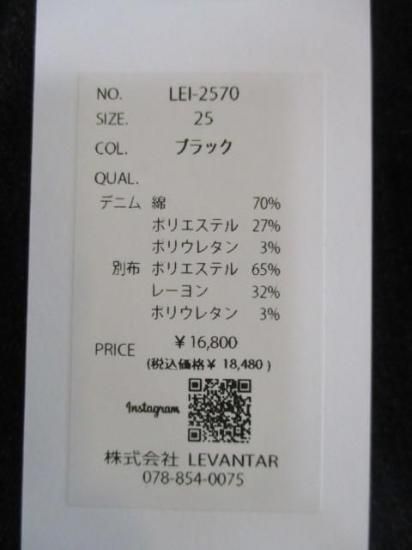 NO. LEI-2570
SIZE. 25
COL. ブラック
QUAL.
デニム 綿 70%
ポリエステル 27%
ポリウレタン 3%
別布 ポリエステル 65%
レーヨン 32%
ポリウレタン 3%
PRICE ¥16,800
(税込価格¥ 18,480)
Instagram
株式会社 LEVANTAR
078-854-0075